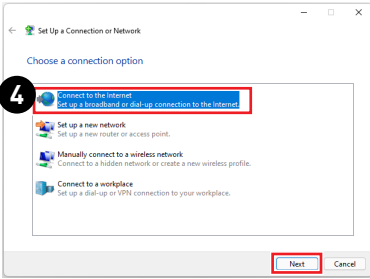 Set Up a Connection or Network
Choose a connection option
4
Connect to the Internet
Set up a broadband or dial-up connection to the Internet.
Set up a new network
Set up a new router or access point.
Manually connect to a wireless network
Connect to a hidden network or create a new wireless profile.
Connect to a workplace
Set up a dial-up or VPN connection to your workplace.
Next Cancel